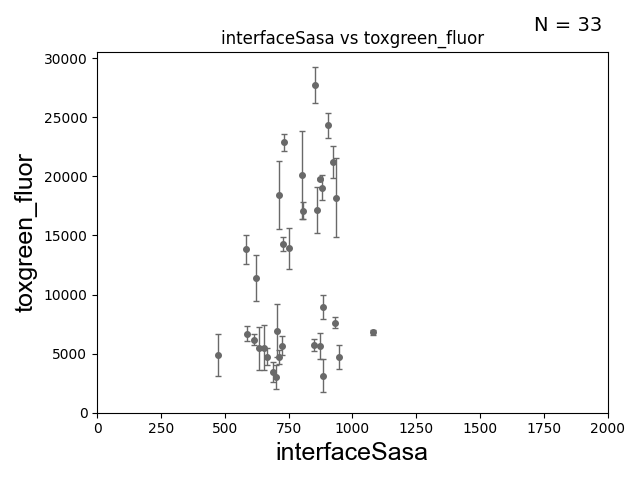 N = 33
interfaceSasa vs toxgreen_fluor
30000
25000
20000
15000
10000
5000
0
toxgreen_fluor
0 250 500 750 1000 1250 1500 1750 2000
interfaceSasa